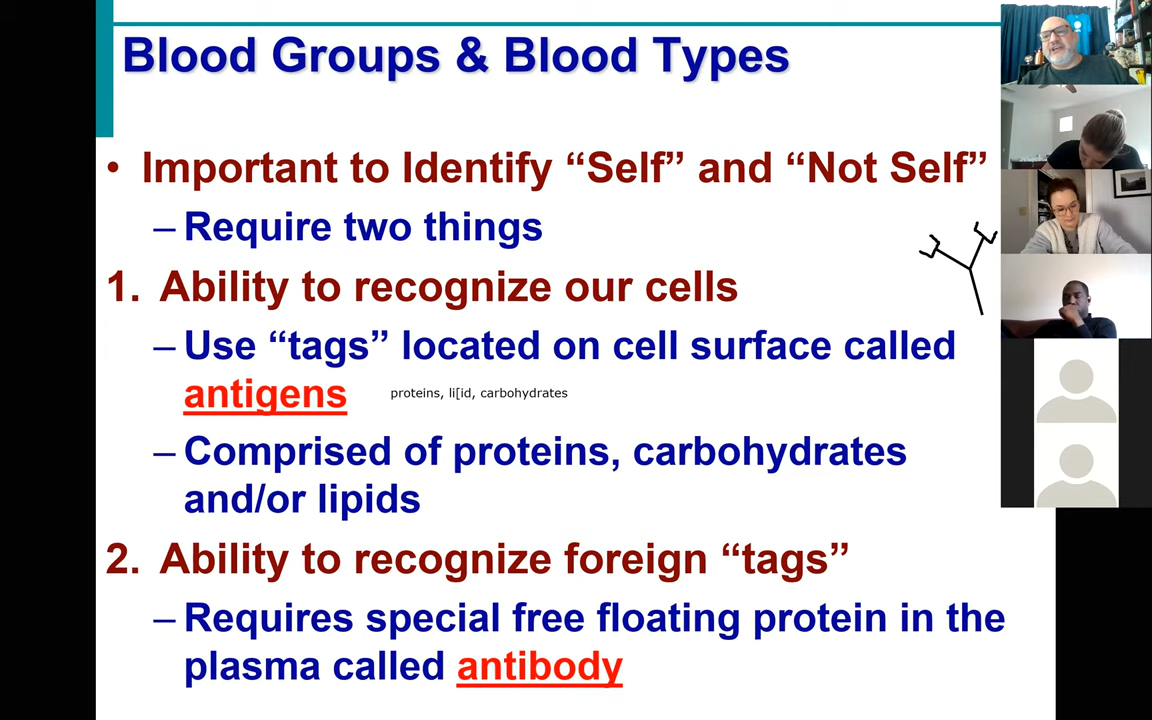 Blood Groups & Blood Types
• Important to Identify “Self” and “Not Self”
– Require two things
1. Ability to recognize our cells
– Use “tags” located on cell surface called
antigens proteins, li[id, carbohydrates
– Comprised of proteins, carbohydrates
and/or lipids
2. Ability to recognize foreign “tags”
– Requires special free floating protein in the
plasma called antibody